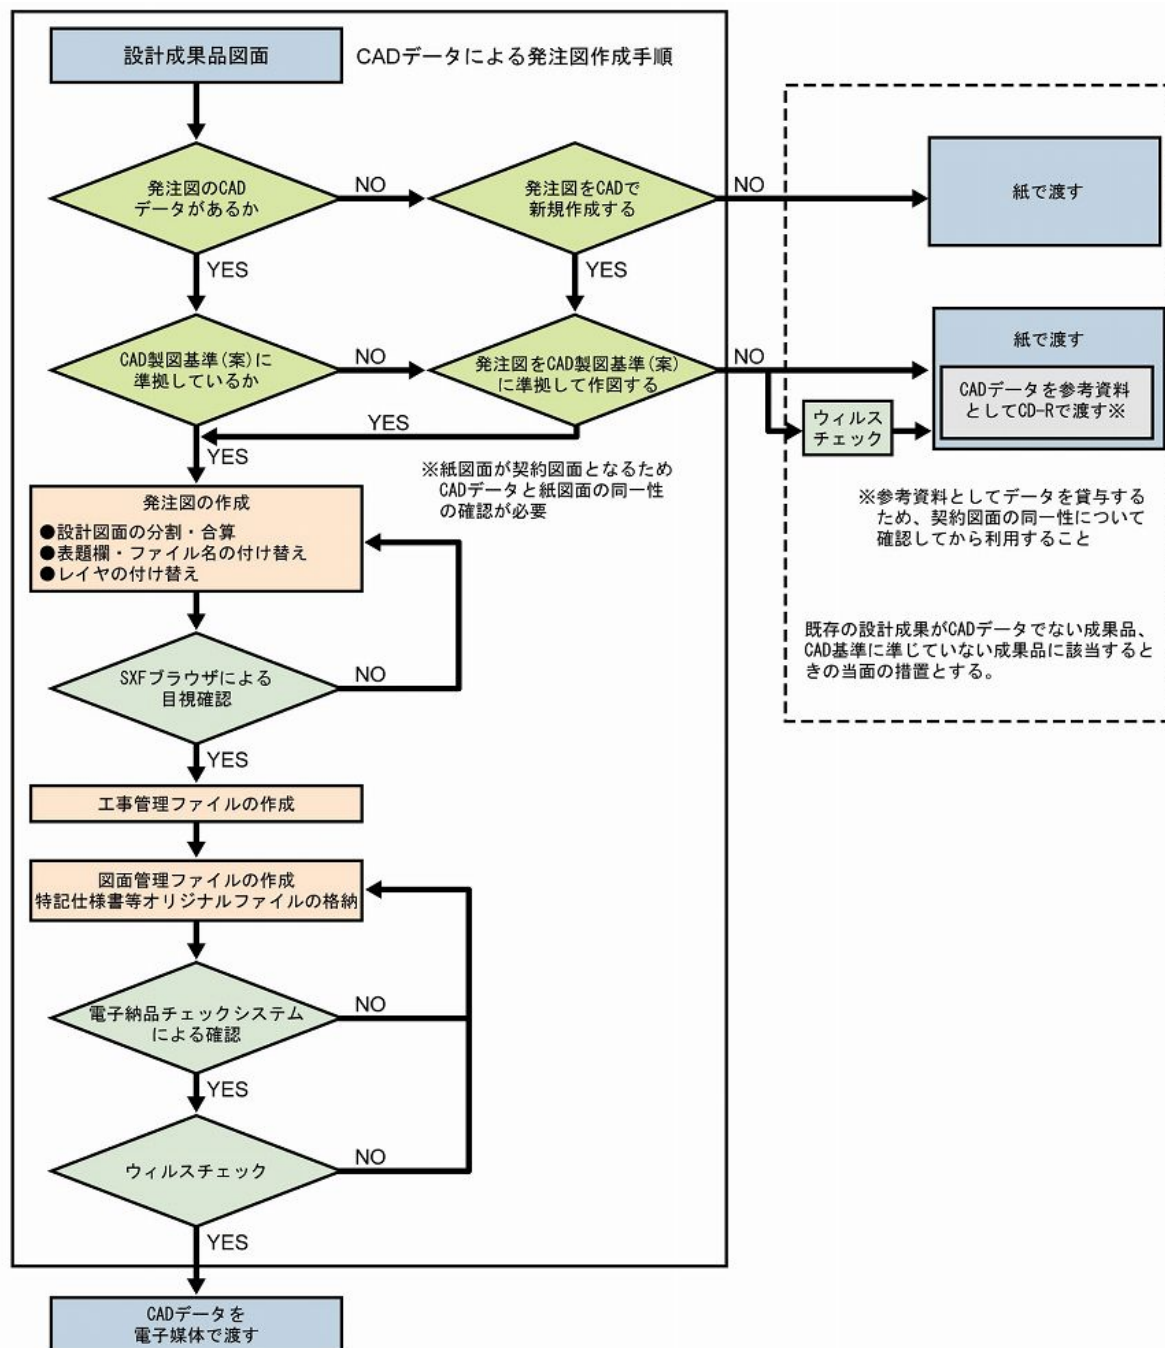 設計成果品図面
CADデータによる発注図作成手順
発注図のCAD
データがあるか
NO
発注図をCADで
新規作成する
NO
紙で渡す
YES
YES
CAD製図基準(案)に
準拠しているか
NO
発注図をCAD製図基準(案)
に準拠して作図する
NO
紙で渡す
CADデータを参考資料
としてCD-Rで渡す※
ウィルス
チェック
YES
YES
※紙図面が契約図面となるため
CADデータと紙図面の同一性
の確認が必要
※参考資料としてデータを貸与する
ため、契約図面の同一性について
確認してから利用すること
発注図の作成
●設計図面の分割・合算
●表題欄・ファイル名の付け替え
●レイヤの付け替え
既存の設計成果がCADデータでない成果品、
CAD基準に準じていない成果品に該当すると
きの当面の措置とする。
SXFブラウザによる
目視確認
NO
YES
工事管理ファイルの作成
図面管理ファイルの作成
特記仕様書等オリジナルファイルの格納
電子納品チェックシステム
による確認
NO
YES
ウィルスチェック
NO
YES
CADデータを
電子媒体で渡す